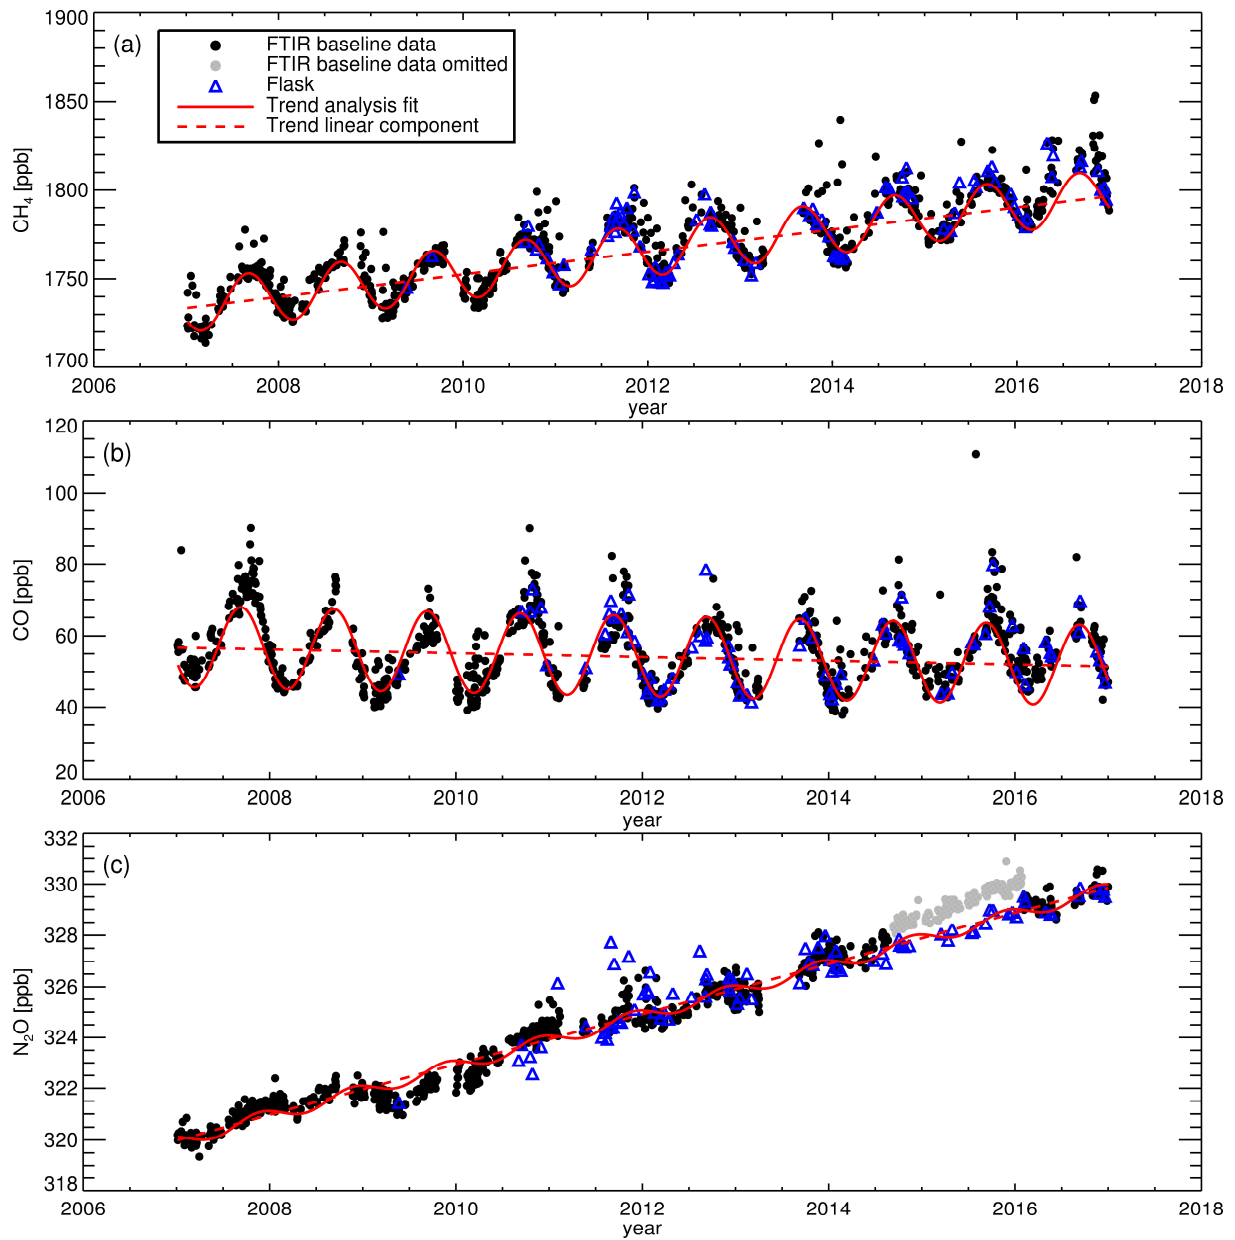 1900
(a)
FTIR baseline data
FTIR baseline data omitted
Flask
Trend analysis fit
Trend linear component
1850
1800
1750
1700
CH4 [ppb]
2006 2008 2010 2012 2014 2016 2018
year
120
(b)
100
80
60
40
20
CO [ppb]
2006 2008 2010 2012 2014 2016 2018
year
332
(c)
330
328
326
324
322
320
318
N2O [ppb]
2006 2008 2010 2012 2014 2016 2018
year